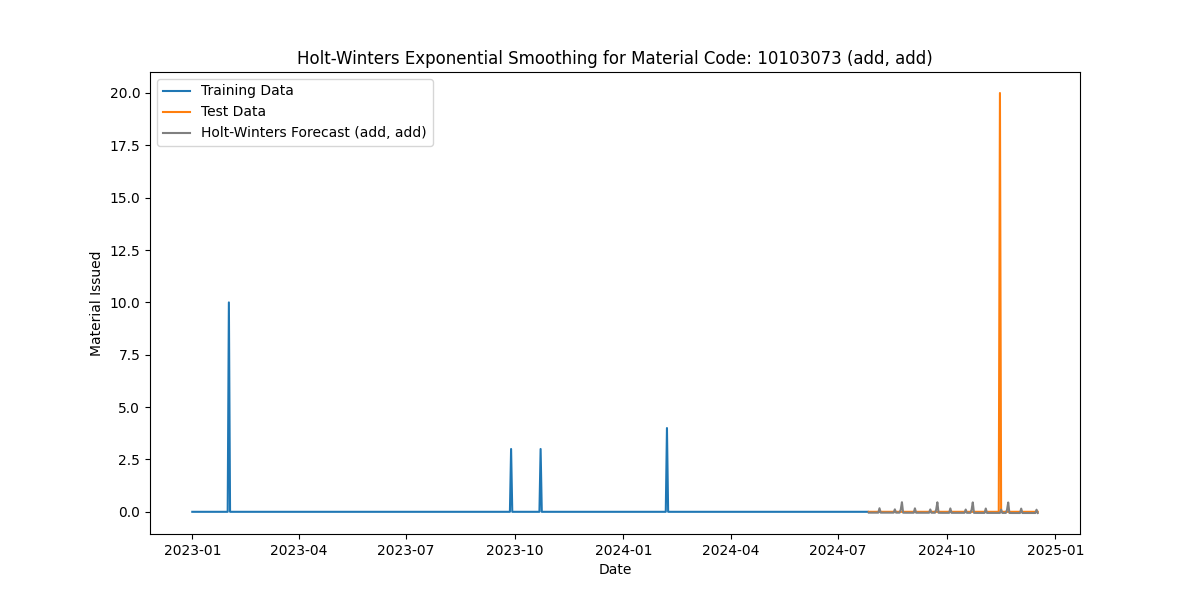 Holt-Winters Exponential Smoothing for Material Code: 10103073 (add, add)
Training Data
Test Data
Holt-Winters Forecast (add, add)
20.0
17.5
15.0
12.5
10.0
7.5
5.0
2.5
0.0
Material Issued
2023-01 2023-04 2023-07 2023-10 2024-01 2024-04 2024-07 2024-10 2025-01
Date